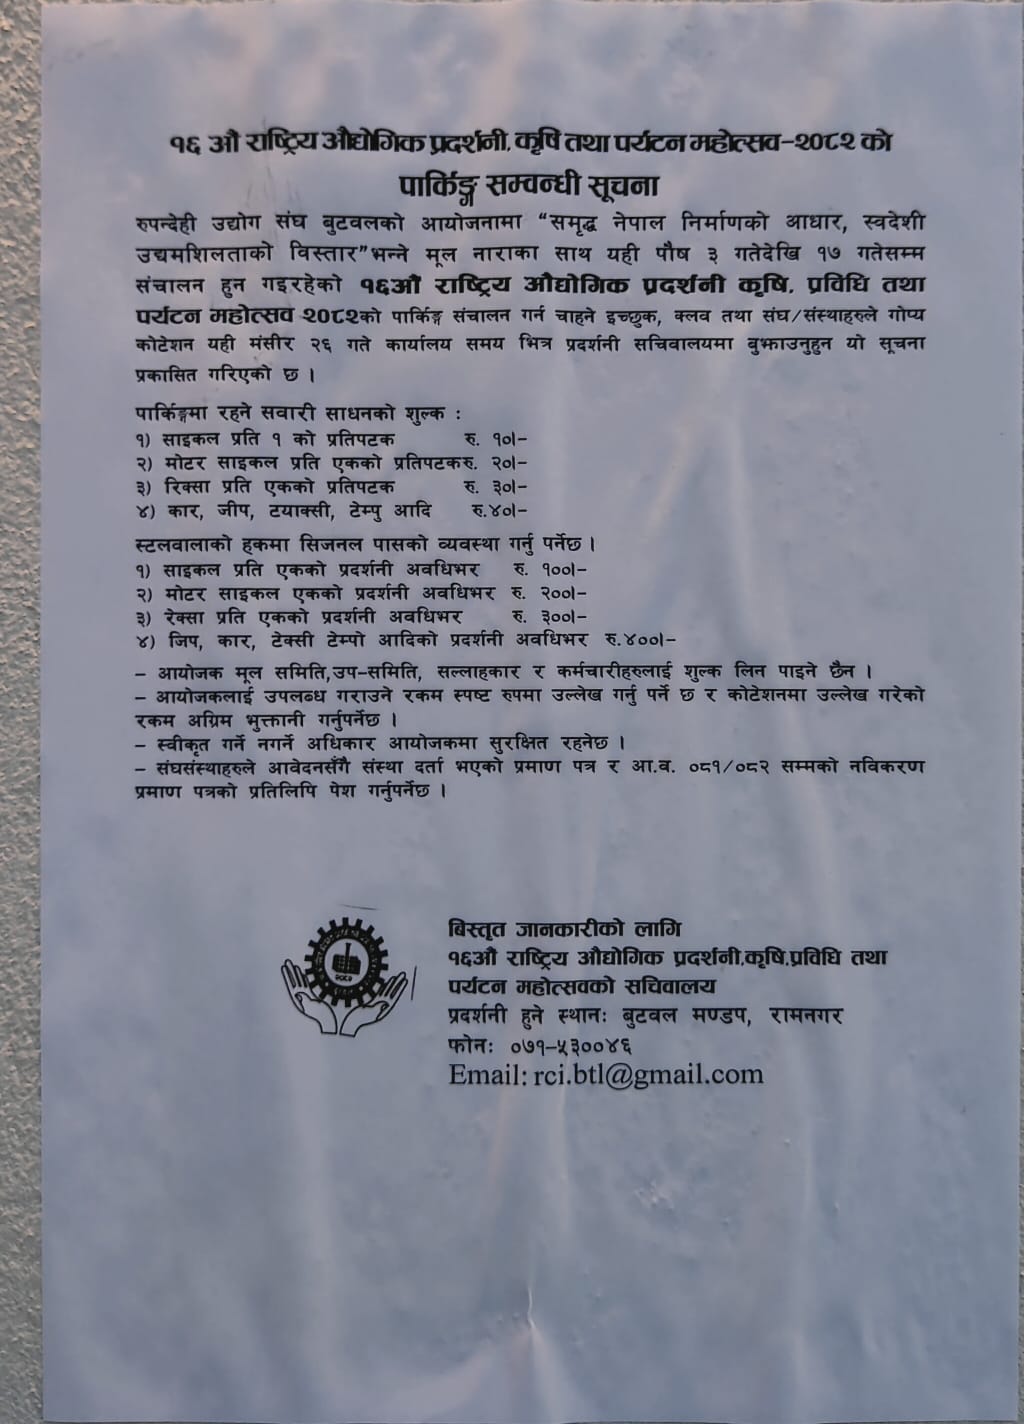 १६ औ राष्ट्रिय औद्योगिक प्रदर्शनी, कृषि तथा पर्यटन महोत्सव-२०८२ को
पार्किङ्ग सम्वन्धी सूचना
रुपन्देही उद्योग संघ बुटवलको आयोजनामा “समृद्ध नेपाल निर्माणको आधार, स्वदेशी
उद्यमशिलताको विस्तार”भन्ने मूल नाराका साथ यही पौष ३ गतेदेखि १७ गतेसम्म
संचालन हुन गइरहेको १६औ राष्ट्रिय औद्योगिक प्रदर्शनी कृषि, प्रविधि तथा
पर्यटन महोत्सव २०८२को पार्किङ्ग संचालन गर्न चाहने इच्छुक, क्लव तथा संघ/संस्थाहरुले गोप्य
कोटेशन यही मंसीर २६ गते कार्यालय समय भित्र प्रदर्शनी सचिवालयमा बुझाउनुहुन यो सूचना
प्रकासित गरिएको छ ।
पार्किङ्गमा रहने सवारी साधनको शुल्क :
१) साइकल प्रति १ को प्रतिपटक रु. १०।-
२) मोटर साइकल प्रति एकको प्रतिपटकरु. २०।-
३) रिक्सा प्रति एकको प्रतिपटक रु. ३०।-
४) कार, जीप, टयाक्सी, टेम्पु आदि रु.४०।-
स्टलवालाको हकमा सिजनल पासको व्यवस्था गर्नु पर्नेछ ।
१) साइकल प्रति एकको प्रदर्शनी अवधिभर रु. १००।-
२) मोटर साइकल एकको प्रदर्शनी अवधिभर रु. २००।-
३) रेक्सा प्रति एकको प्रदर्शनी अवधिभर रु. ३००।-
४) जिप, कार, टेक्सी टेम्पो आदिको प्रदर्शनी अवधिभर रु.४००।-
- आयोजक मूल समिति,उप-समिति, सल्लाहकार र कर्मचारीहरुलाई शुल्क लिन पाइने छैन ।
- आयोजकलाई उपलब्ध गराउने रकम स्पष्ट रुपमा उल्लेख गर्नु पर्ने छ र कोटेशनमा उल्लेख गरेको
रकम अग्रिम भुक्तानी गर्नुपर्नेछ ।
- स्वीकृत गर्ने नगर्ने अधिकार आयोजकमा सुरक्षित रहनेछ ।
- संघसंस्थाहरुले आवेदनसँगै संस्था दर्ता भएको प्रमाण पत्र र आ.व. ०८१/०८२ सम्मको नविकरण
प्रमाण पत्रको प्रतिलिपि पेश गर्नुपर्नेछ ।
बिस्तृत जानकारीको लागि
१६औ राष्ट्रिय औद्योगिक प्रदर्शनी,कृषि,प्रविधि तथा
पर्यटन महोत्सवको सचिवालय
प्रदर्शनी हुने स्थानः बुटवल मण्डप, रामनगर
फोनः ०७१-५३००४६
Email: rci.btl@gmail.com